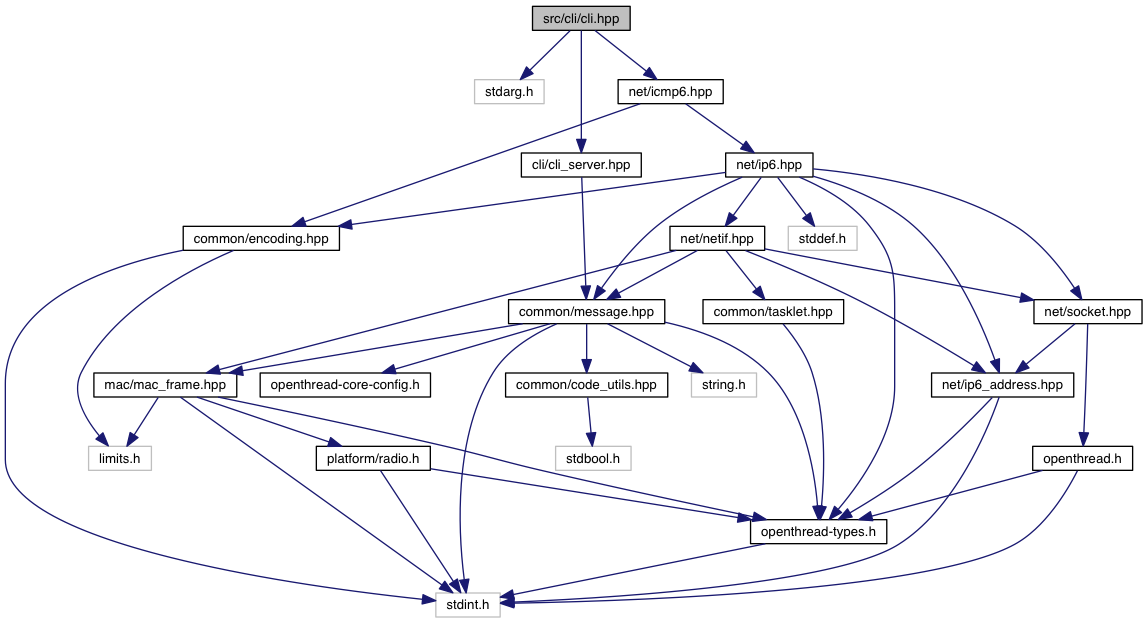 src/cli/cli.hpp
stdarg.h
net/icmp6.hpp
cli/cli_server.hpp
net/ip6.hpp
common/encoding.hpp
net/netif.hpp
stddef.h
common/message.hpp
common/tasklet.hpp
net/socket.hpp
mac/mac_frame.hpp
openthread-core-config.h
common/code_utils.hpp
string.h
net/ip6_address.hpp
limits.h
platform/radio.h
stdbool.h
openthread.h
openthread-types.h
stdint.h